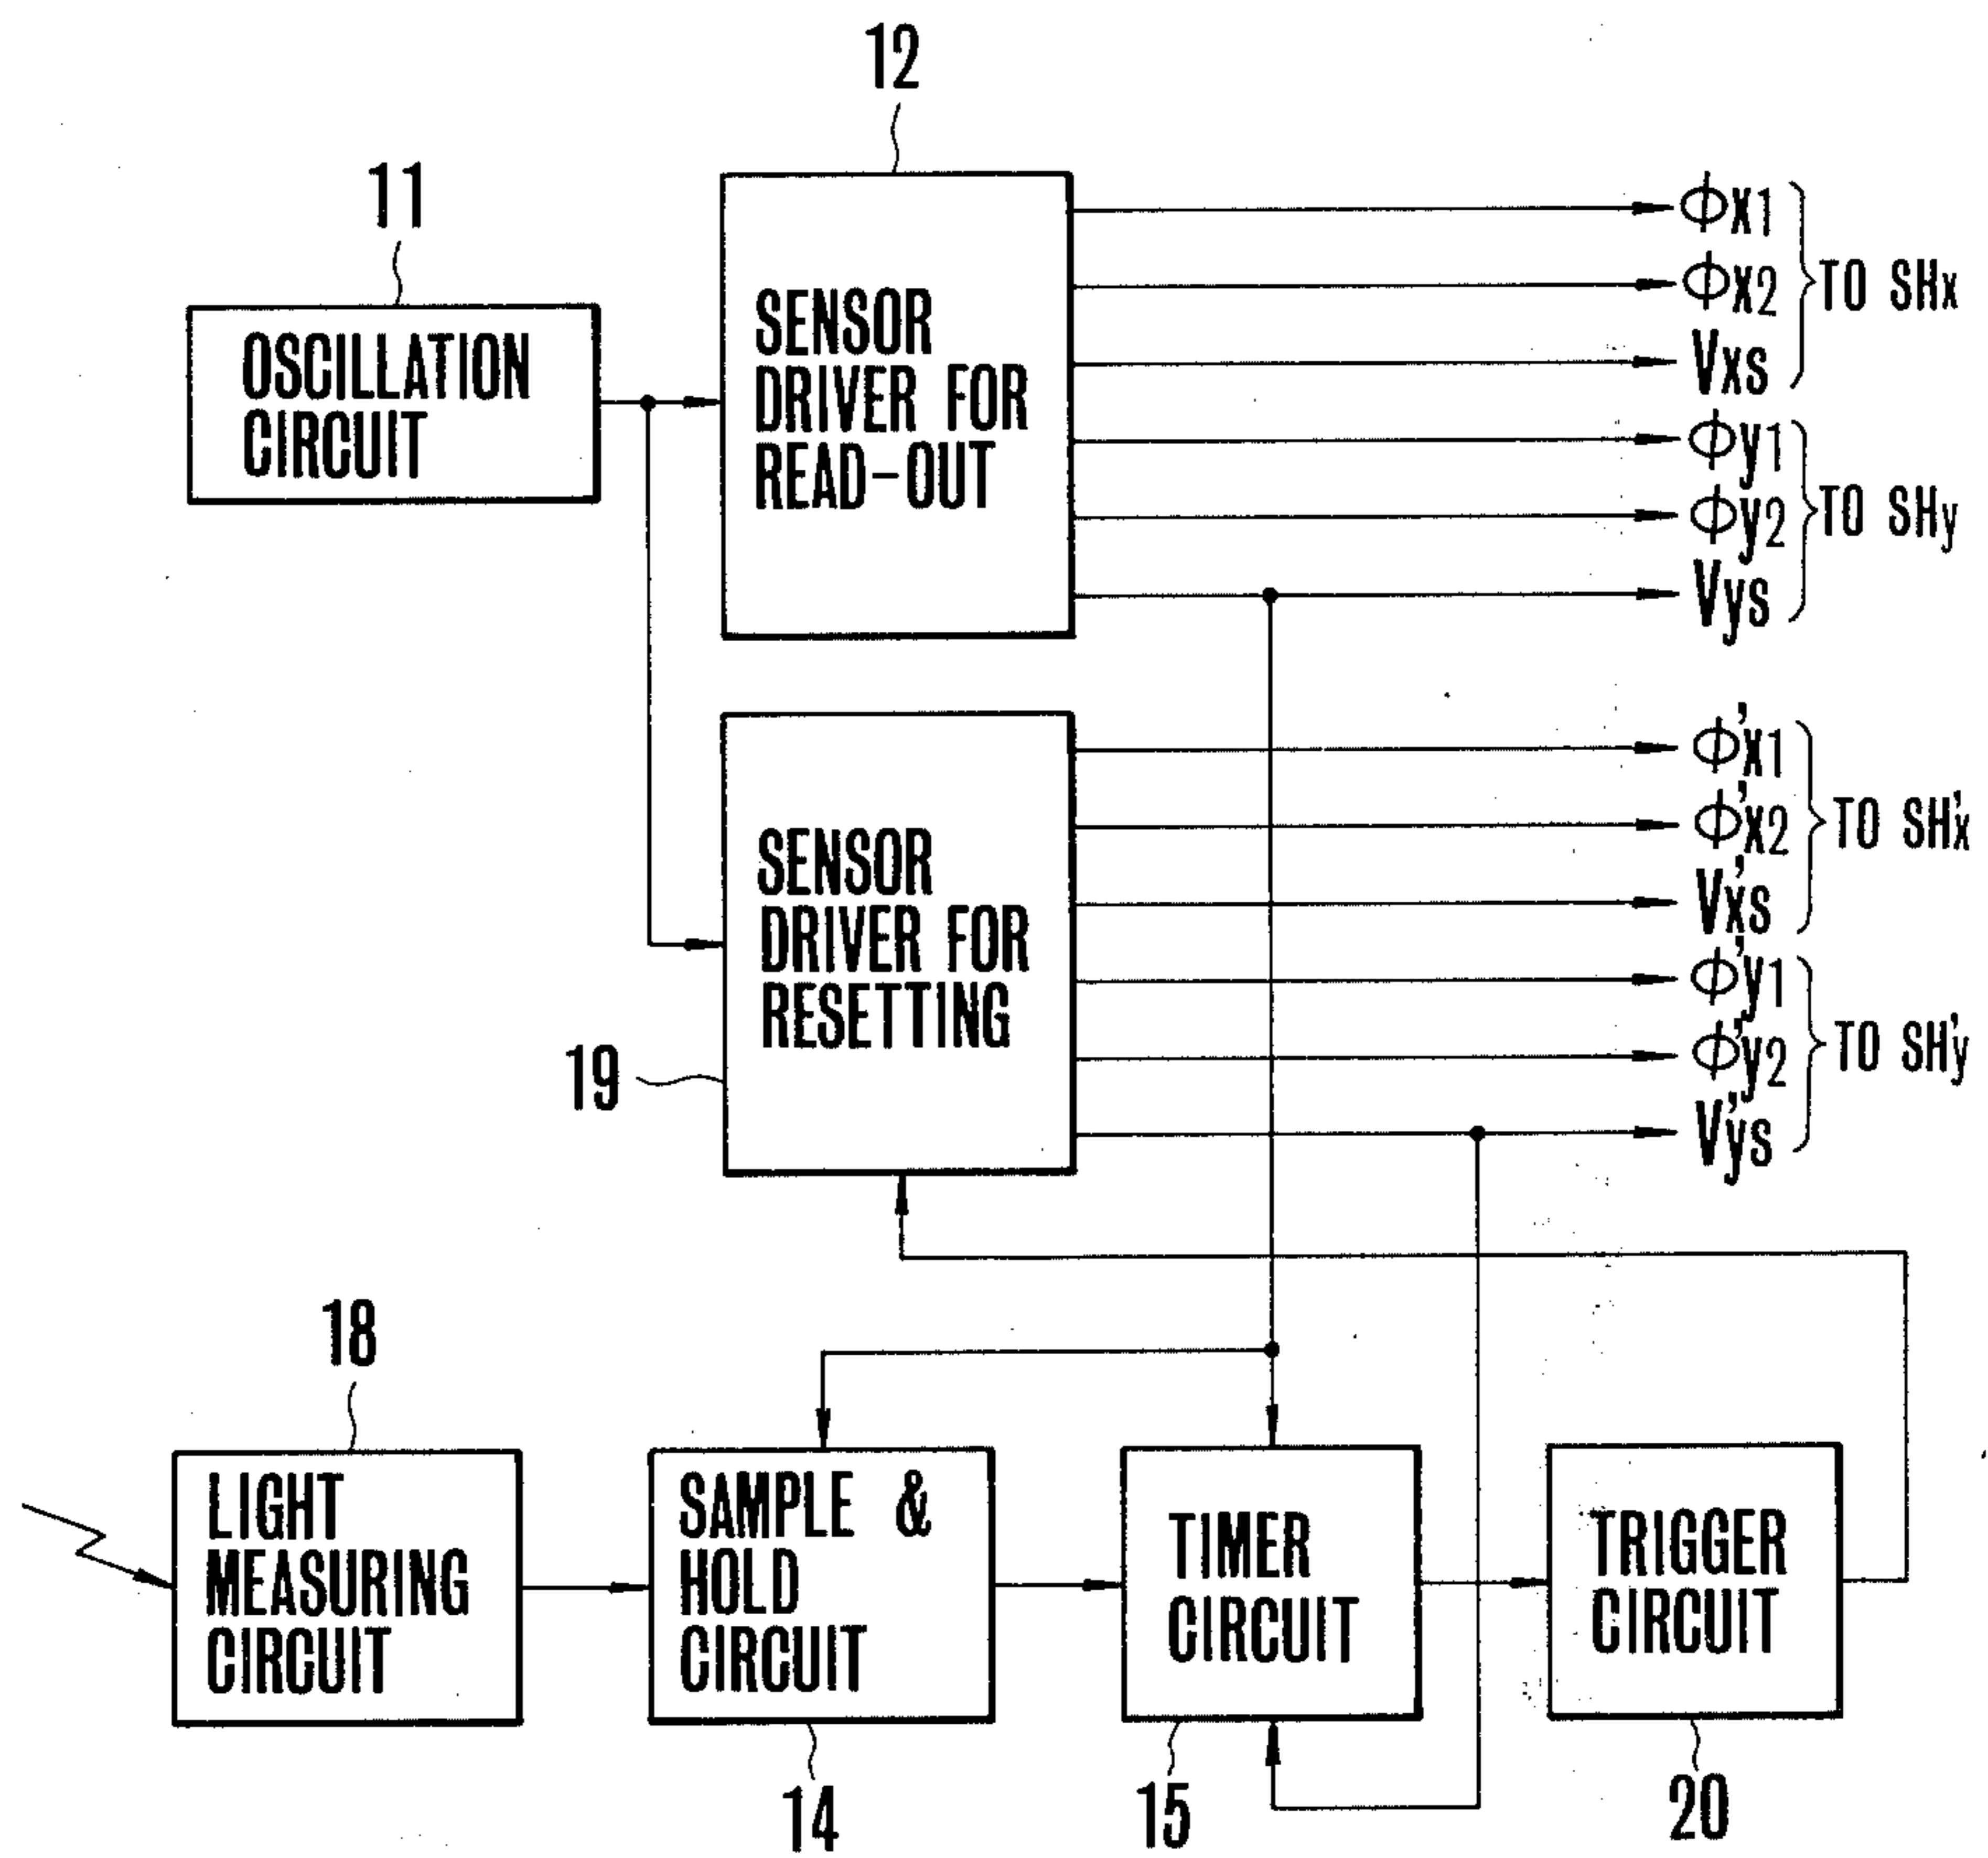 12
11
OSCILLATION
CIRCUIT
SENSOR
DRIVER FOR
READ-OUT
ϕx1
ϕx2
Vxs
TO SHx
ϕy1
ϕy2
Vys
TO SHy
SENSOR
DRIVER FOR
RESETTING
19
ϕ'x1
ϕ'x2
V'xs
TO SH'x
ϕ'y1
ϕ'y2
V'ys
TO SH'y
18
LIGHT
MEASURING
CIRCUIT
SAMPLE &
HOLD
CIRCUIT
14
TIMER
CIRCUIT
15
TRIGGER
CIRCUIT
20